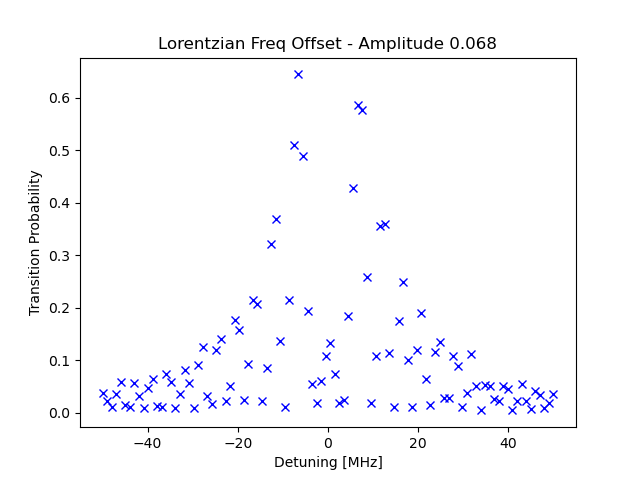 Lorentzian Freq Offset - Amplitude 0.068
Transition Probability
0.6
0.5
0.4
0.3
0.2
0.1
0.0
−40 −20 0 20 40
Detuning [MHz]